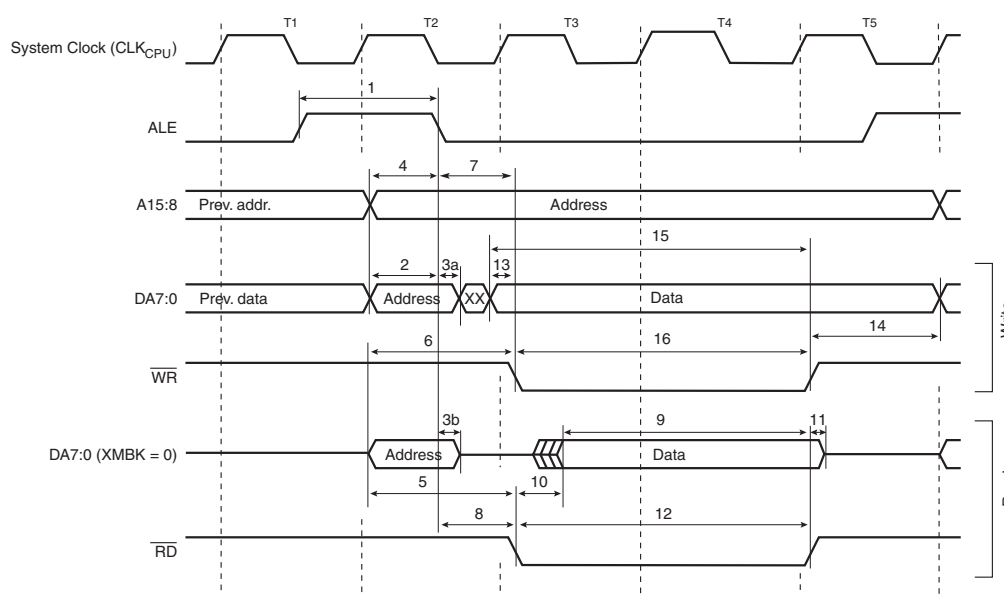 T1 T2 T3 T4 T5
System Clock (CLKCPU)
1
ALE
4 7
A15:8 Prev. addr. Address
15
2 3a 13
DA7:0 Prev. data Address XX Data
14
6 16
WR
Write
3b 9 11
DA7:0 (XMBK = 0) Address Data
5 10
8 12
RD